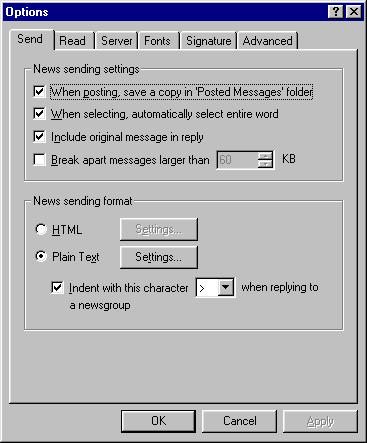 Options
Send Read Server Fonts Signature Advanced
News sending settings
When posting, save a copy in 'Posted Messages' folder
When selecting, automatically select entire word
Include original message in reply
Break apart messages larger than 60 KB
News sending format
HTML Settings...
Plain Text Settings...
Indent with this character > when replying to
a newsgroup
OK Cancel Apply